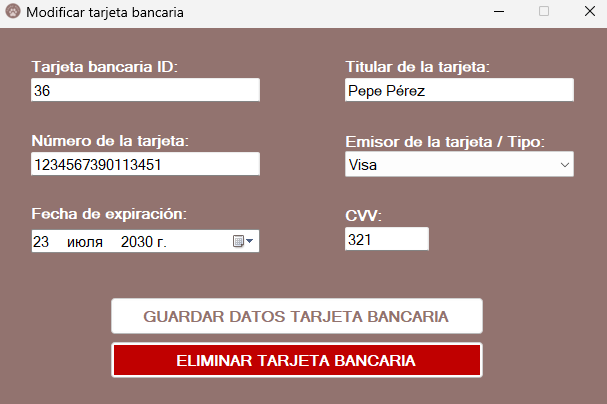 Modificar tarjeta bancaria
Tarjeta bancaria ID:
36
Titular de la tarjeta:
Pepe Pérez
Número de la tarjeta:
1234567390113451
Emisor de la tarjeta / Tipo:
Visa
Fecha de expiración:
23 июля 2030 г.
CVV:
321
GUARDAR DATOS TARJETA BANCARIA
ELIMINAR TARJETA BANCARIA